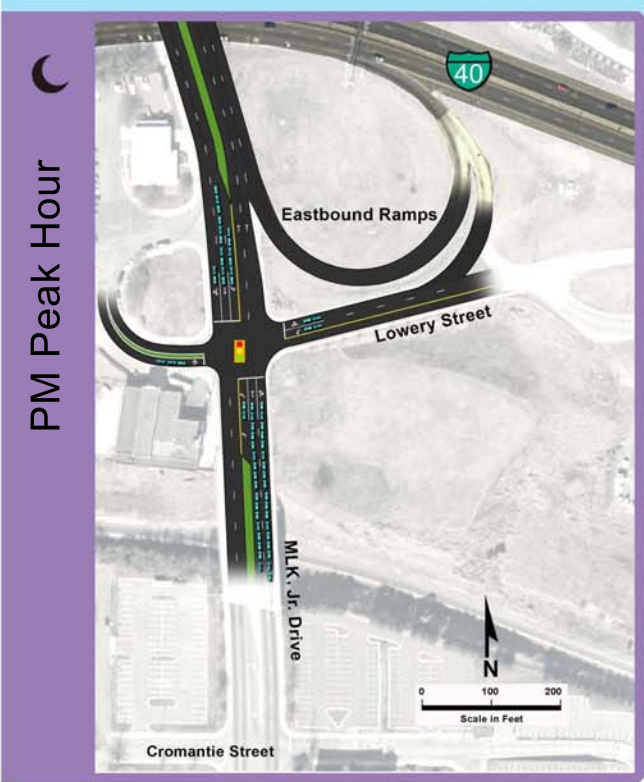 PM Peak Hour
40
Eastbound Ramps
Lowery Street
MLK, Jr. Drive
N
0 100 200
Scale in Feet
Cromantie Street